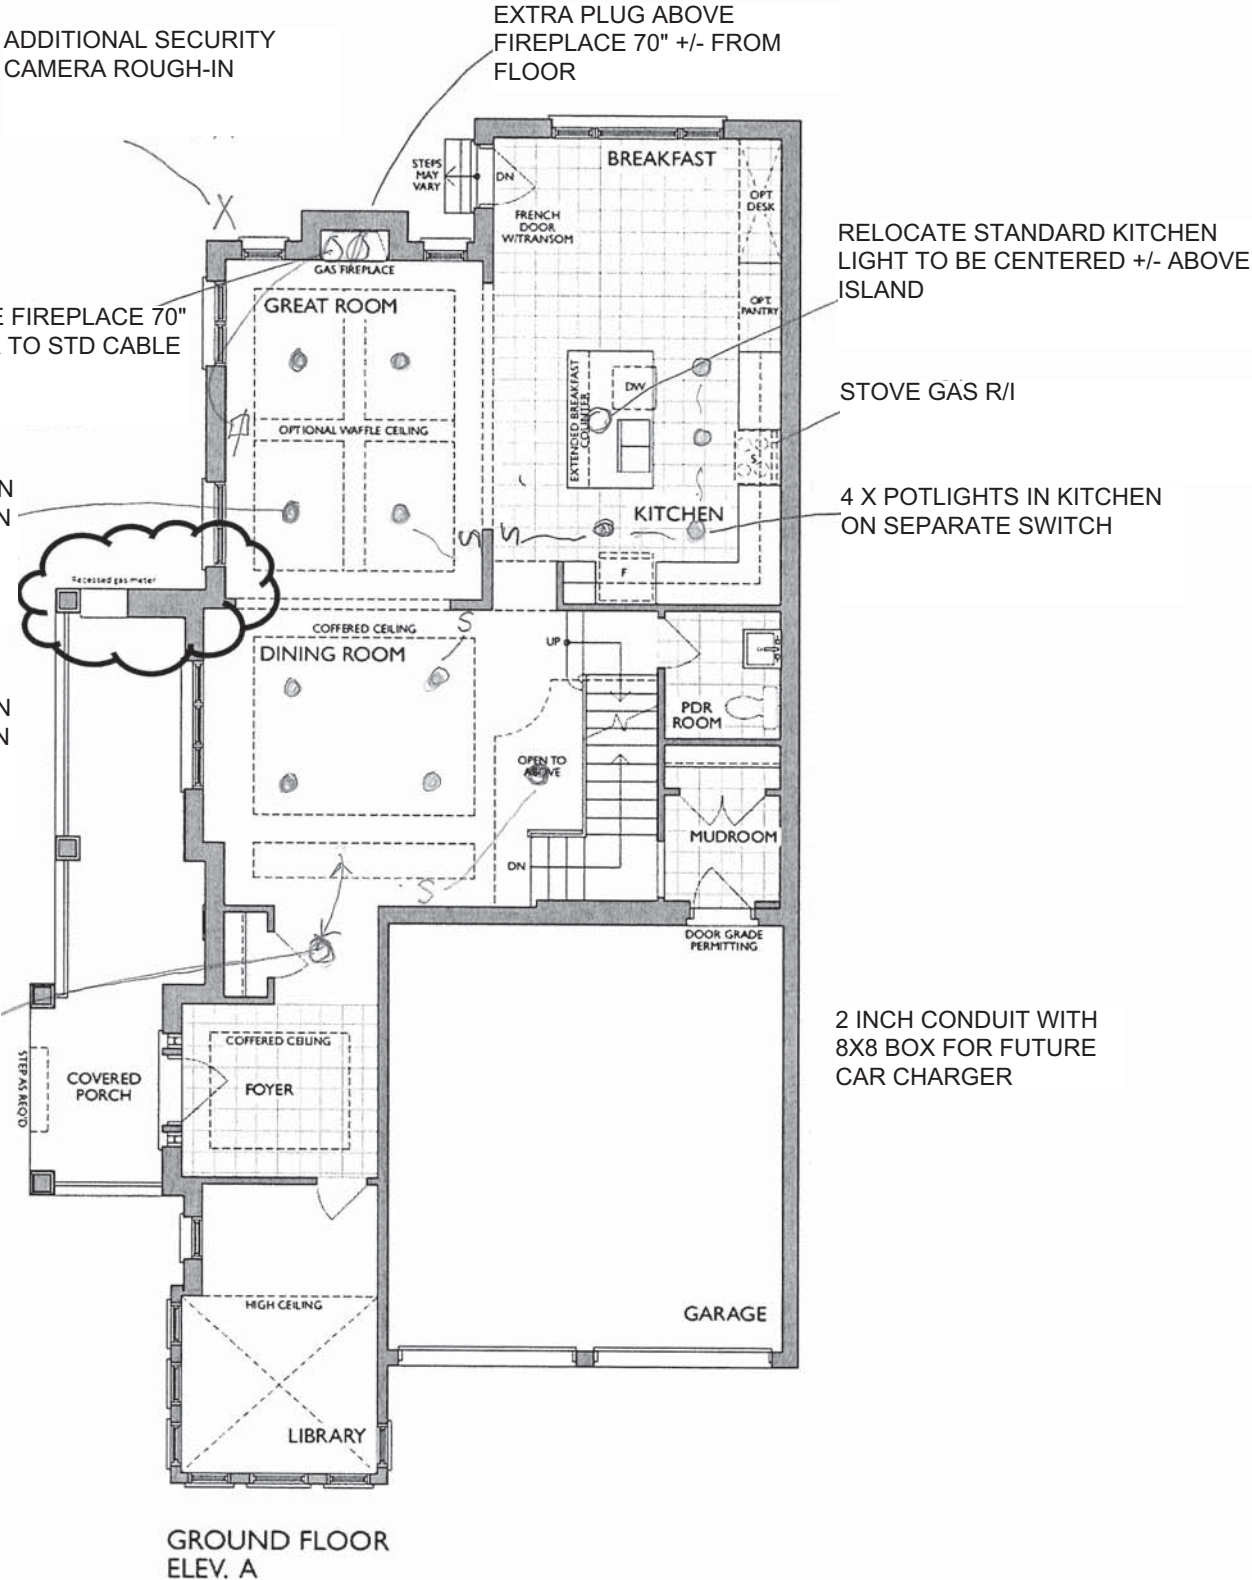 EXTRA PLUG ABOVE
FIREPLACE 70" +/- FROM
FLOOR
ADDITIONAL SECURITY
CAMERA ROUGH-IN
BREAKFAST
STEPS
MAY
VARY
DN
OPT
DESK
FRENCH
DOOR
W/TRANSOM
RELOCATE STANDARD KITCHEN
LIGHT TO BE CENTERED +/- ABOVE
ISLAND
GAS FIREPLACE
GREAT ROOM
OPT.
PANTRY
E FIREPLACE 70"
TO STD CABLE
EXTENDED BREAKFAST
COUNTER
DW
STOVE GAS R/I
OPTIONAL WAFFLE CEILING
S
N
N
4 X POTLIGHTS IN KITCHEN
ON SEPARATE SWITCH
KITCHEN
S
S
F
Recessed gas meter
COFFERED CEILING
DINING ROOM
S
UP
N
N
PDR
ROOM
OPEN TO
ABOVE
MUDROOM
DN
S
DOOR GRADE
PERMITTING
2 INCH CONDUIT WITH
8X8 BOX FOR FUTURE
CAR CHARGER
COFFERED CEILING
FOYER
COVERED
PORCH
STEP AS REQ'D
HIGH CEILING
GARAGE
LIBRARY
GROUND FLOOR
ELEV. A